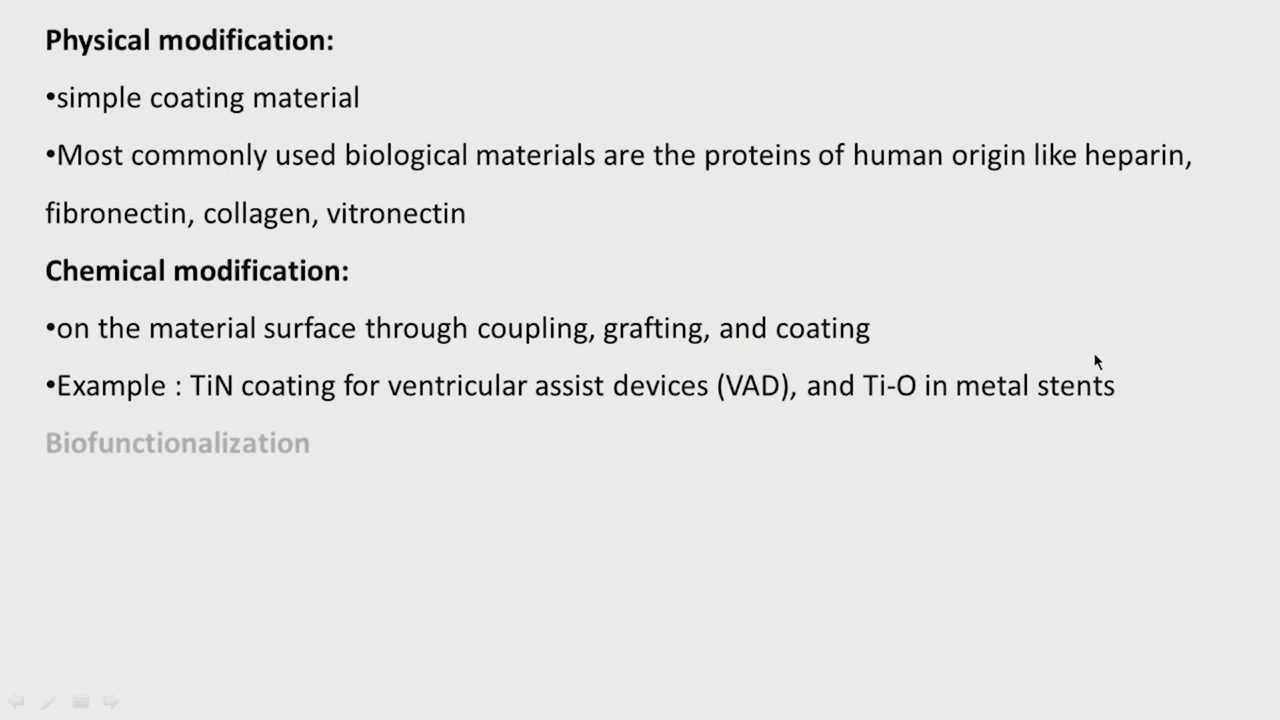 Physical modification:
•simple coating material
•Most commonly used biological materials are the proteins of human origin like heparin,
fibronectin, collagen, vitronectin
Chemical modification:
•on the material surface through coupling, grafting, and coating
•Example : TiN coating for ventricular assist devices (VAD), and Ti-O in metal stents
Biofunctionalization